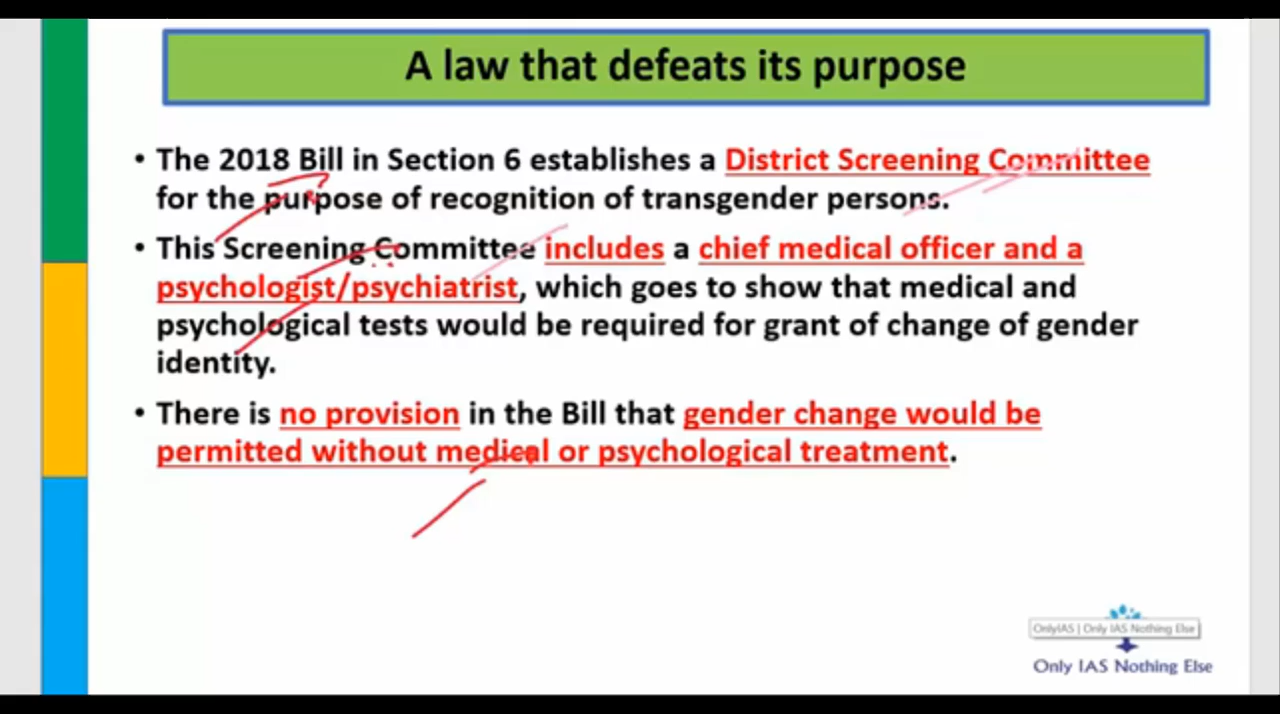 A law that defeats its purpose
• The 2018 Bill in Section 6 establishes a District Screening Committee
for the purpose of recognition of transgender persons.
• This Screening Committee includes a chief medical officer and a
psychologist/psychiatrist, which goes to show that medical and
psychological tests would be required for grant of change of gender
identity.
• There is no provision in the Bill that gender change would be
permitted without medical or psychological treatment.
OnlyIAS | Only IAS Nothing Else
Only IAS Nothing Else